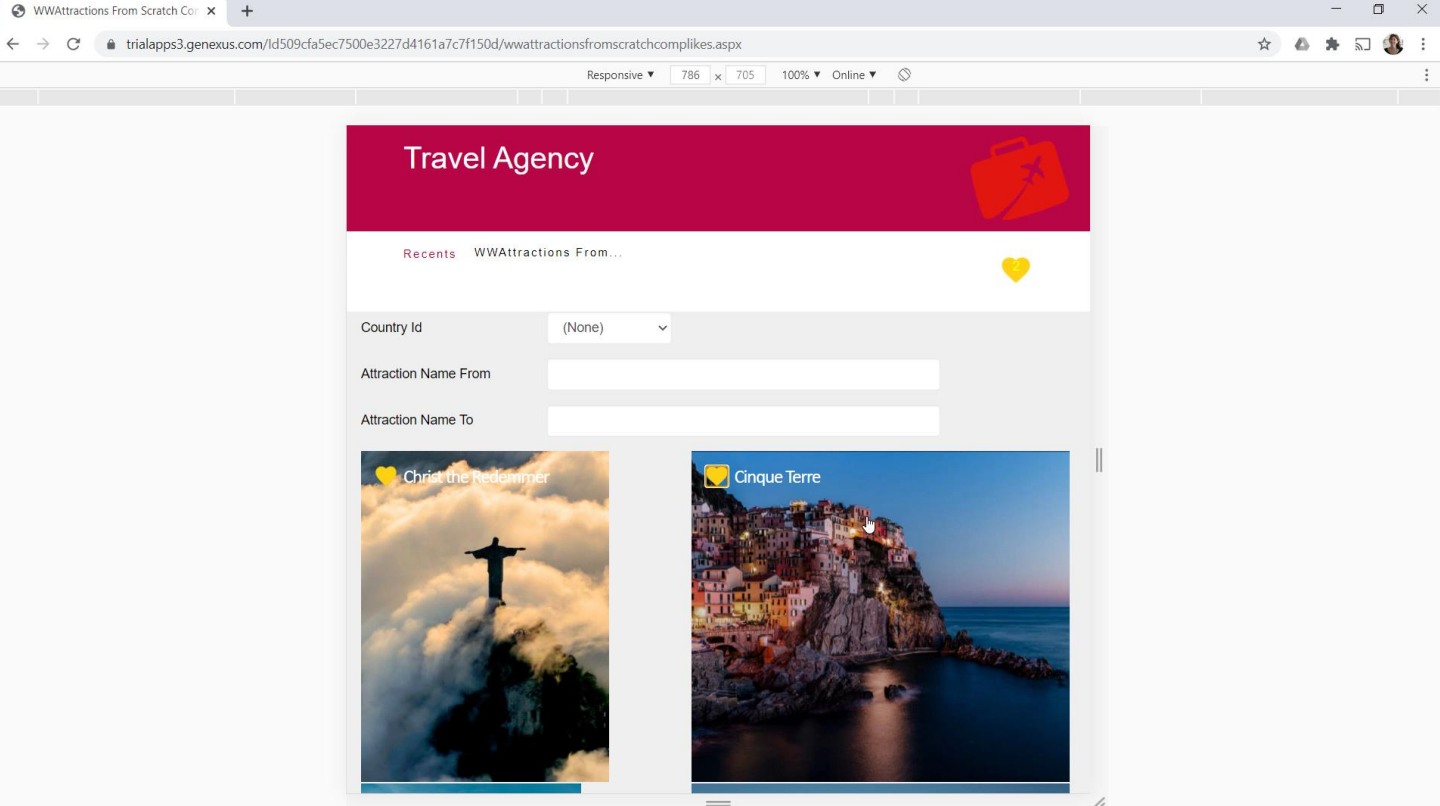 WWAttractions From Scratch Co
trialapps3.genexus.com/Id509cfa5ec7500e3227d4161a7c7f150d/wwattractionsfromscratchcomplikes.aspx
Responsive ▼ 786 x 705 100% ▼ Online ▼
Travel Agency
Recents WWAttractions From...
2
Country Id (None)
Attraction Name From
Attraction Name To
Christ the Redemmer Cinque Terre